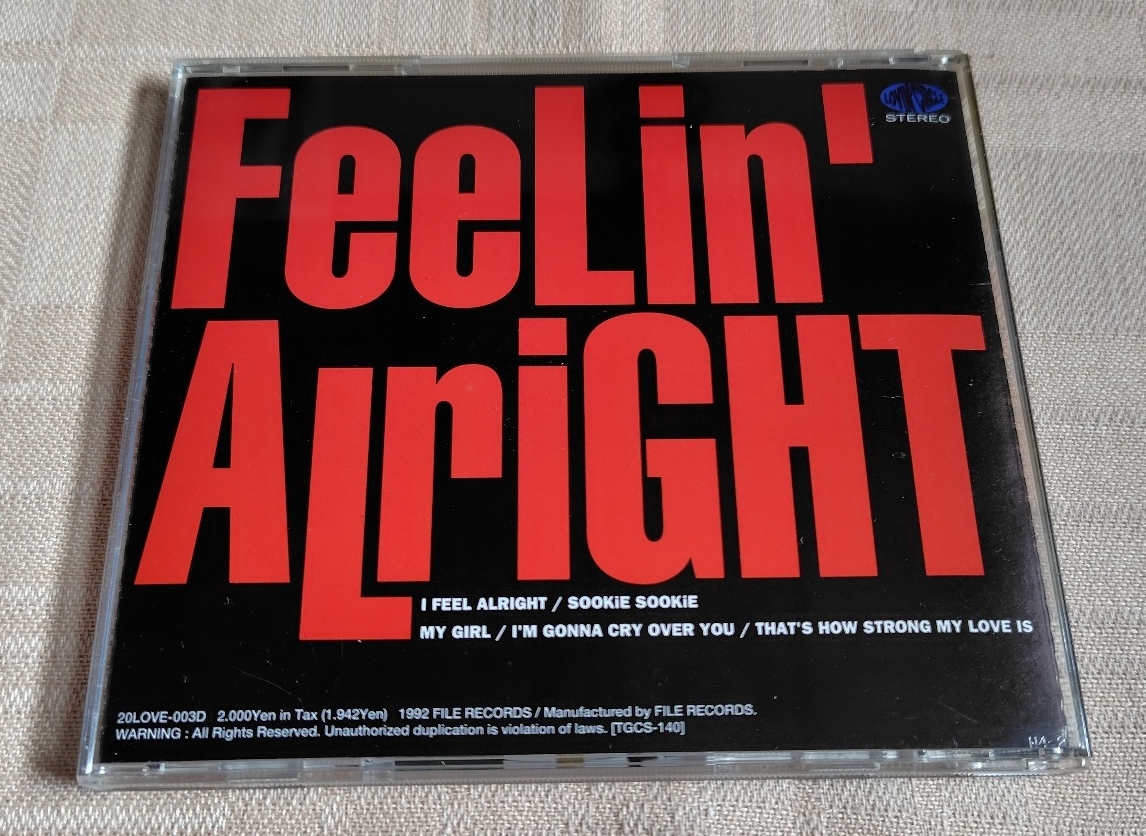 FeeLin'
STEREO
ALriGHT
I FEEL ALRIGHT / SOOKiE SOOKiE
MY GIRL / I'M GONNA CRY OVER YOU / THAT'S HOW STRONG MY LOVE IS
20LOVE-003D 2.000Yen in Tax (1.942Yen) 1992 FILE RECORDS / Manufactured by FILE RECORDS.
WARNING : All Rights Reserved. Unauthorized duplication is violation of laws. [TGCS-140]